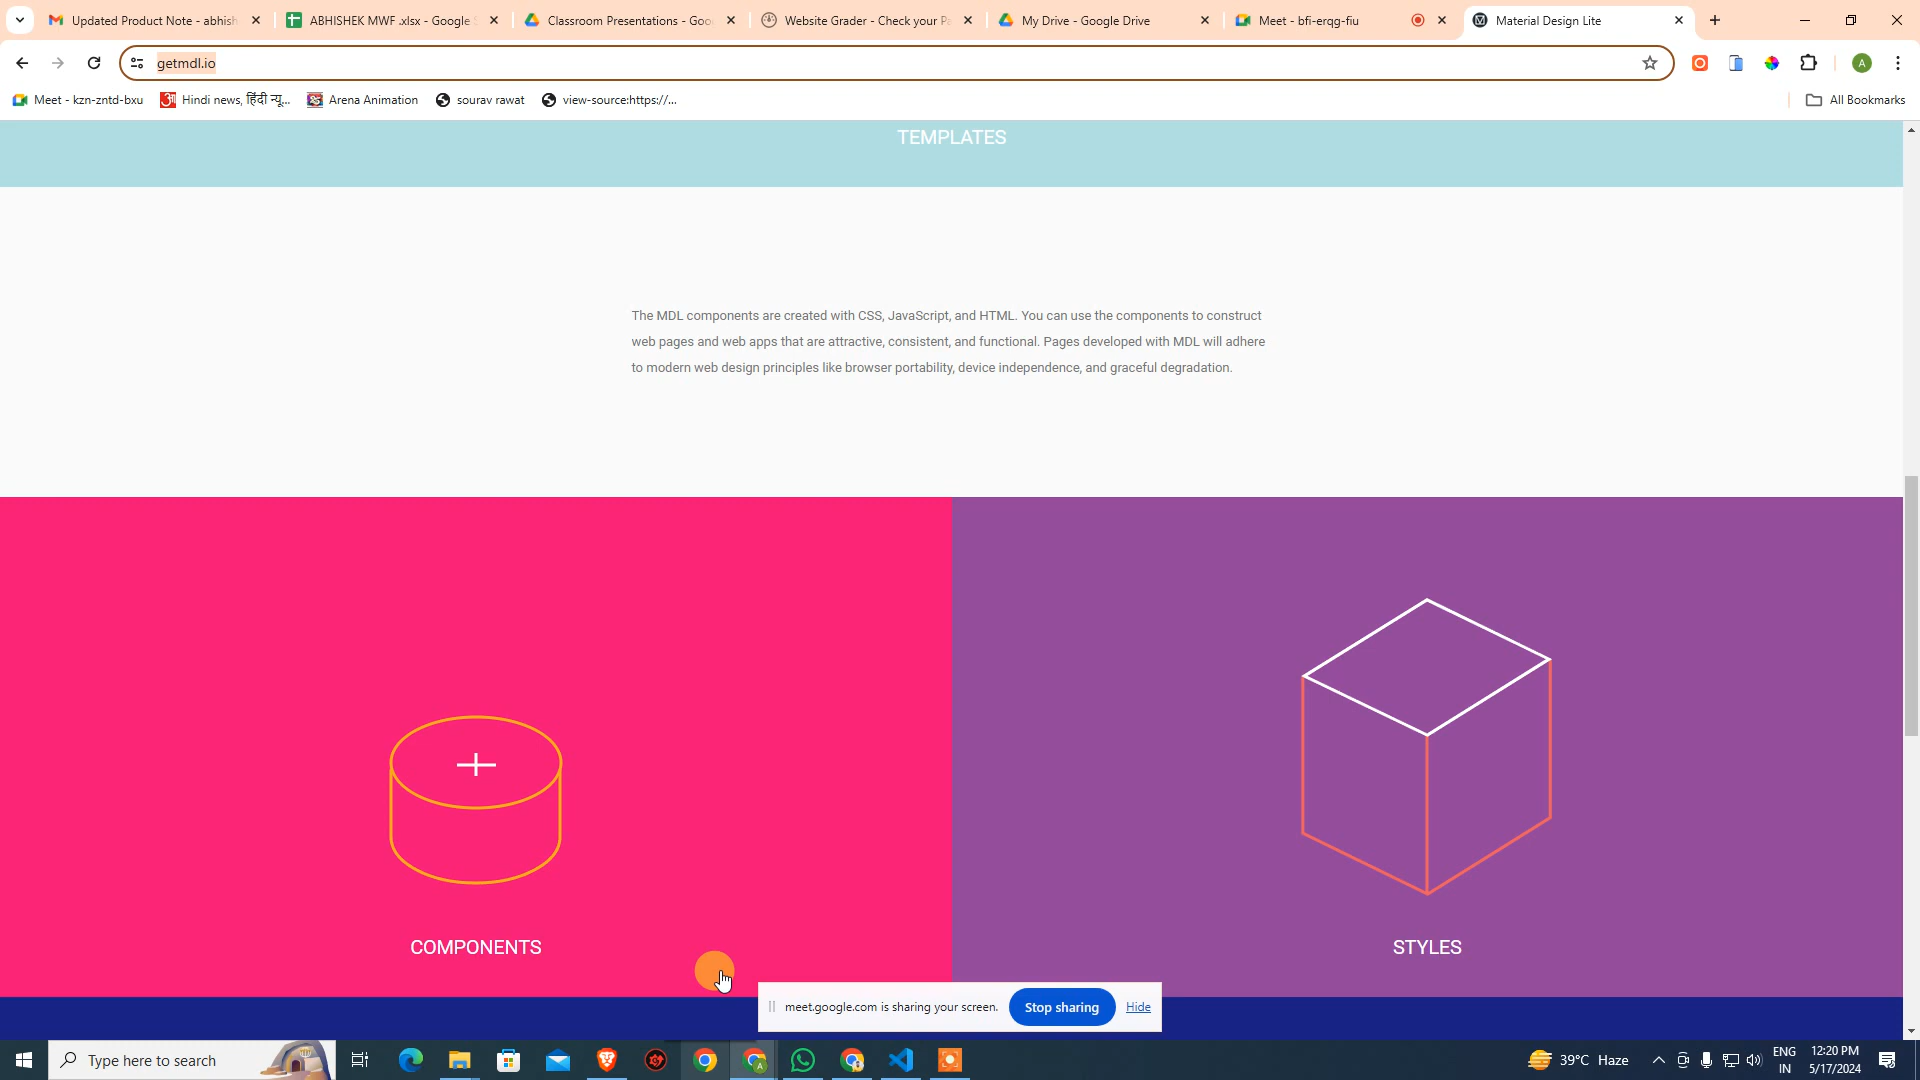 Updated Product Note - abhish
ABHISHEK MWF .xlsx - Google S
Classroom Presentations - Goo
Website Grader - Check your Pa
My Drive - Google Drive
Meet - bfi-erqg-fiu
Material Design Lite
getmdl.io
A
Meet - kzn-zntd-bxu
Hindi news, हिंदी न्यू...
Arena Animation
sourav rawat
view-source:https://...
All Bookmarks
TEMPLATES
The MDL components are created with CSS, JavaScript, and HTML. You can use the components to construct
web pages and web apps that are attractive, consistent, and functional. Pages developed with MDL will adhere
to modern web design principles like browser portability, device independence, and graceful degradation.
COMPONENTS
STYLES
meet.google.com is sharing your screen.
Stop sharing
Hide
Type here to search
39°C Haze
ENG
IN
12:20 PM
5/17/2024